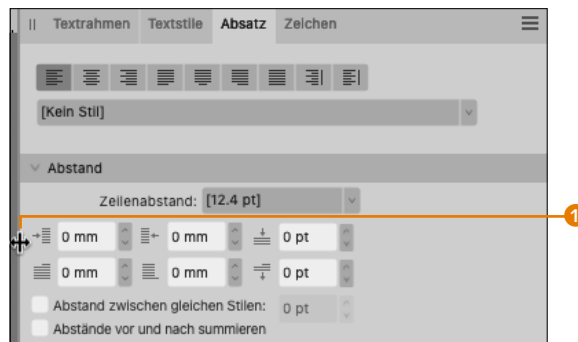 Textrahmen Textstile Absatz Zeichen
[Kein Stil]
Abstand
Zeilenabstand: [12.4 pt]
1
0 mm 0 mm 0 pt
0 mm 0 mm 0 pt
Abstand zwischen gleichen Stilen: 0 pt
Abstände vor und nach summieren